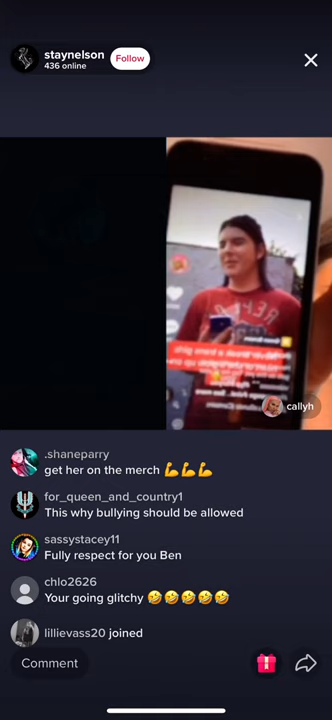 staynelson
Follow
436 online
callyh
.shaneparry
get her on the merch 💪💪💪
for_queen_and_country1
This why bullying should be allowed
sassystacey11
Fully respect for you Ben
chlo2626
Your going glitchy 🤣🤣🤣🤣🤣
lillievass20 joined
Comment